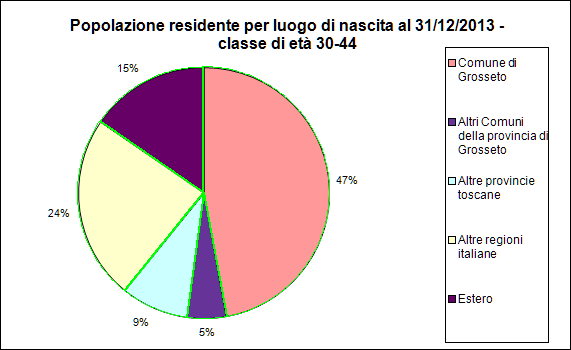 Popolazione residente per luogo di nascita al 31/12/2013 -
classe di età 30-44
15%
47%
24%
9%
5%
Comune di
Grosseto
Altri Comuni
della provincia di
Grosseto
Altre provincie
toscane
Altre regioni
italiane
Estero